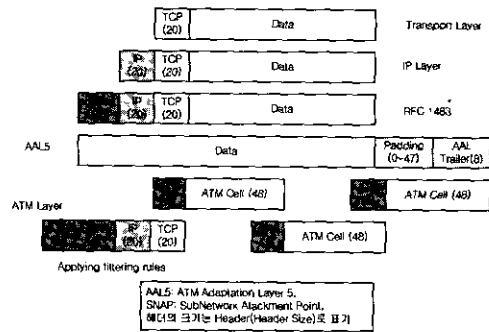 TCP
(20)
Data
Transport Layer
IP
(20)
TCP
(20)
Data
IP Layer
IP
(20)
TCP
(20)
Data
RFC 1483
AAL5
Data
Padding
(0~47)
AAL
Trailer(8)
ATM Cell (48)
ATM Cell (48)
ATM Layer
IP
(20)
TCP
(20)
ATM Cell (48)
Applying filtering rules
AAL5: ATM Adaptation Layer 5,
SNAP: SubNetwork Atachment Point,
헤더의 크기는 Header(Header Size)로 표기